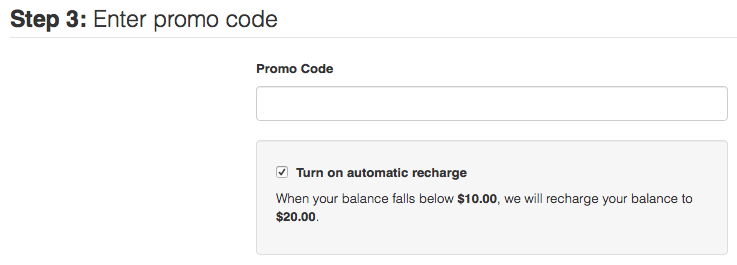 Step 3: Enter promo code
Promo Code
Turn on automatic recharge
When your balance falls below $10.00, we will recharge your balance to
$20.00.